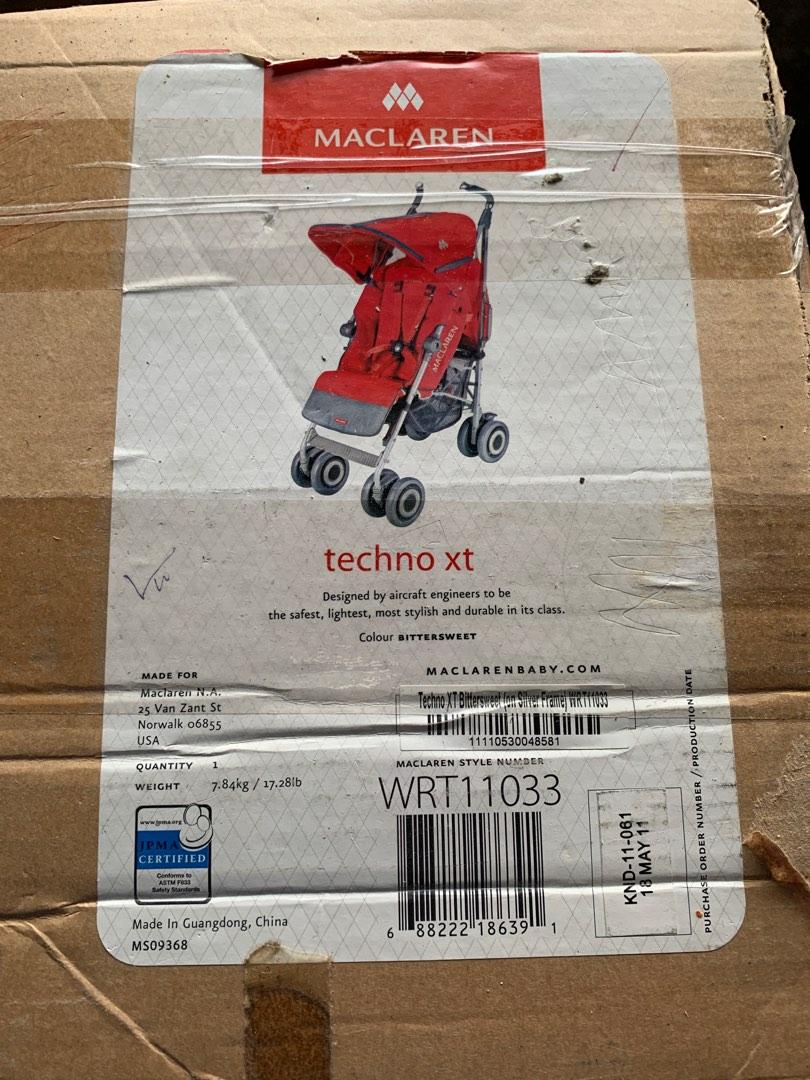 MACLAREN
MACLAREN
techno xt
Designed by aircraft engineers to be
the safest, lightest, most stylish and durable in its class.
Colour BITTERSWEET
MACLARENBABY.COM
MADE FOR
Maclaren N.A.
25 Van Zant St
Norwalk 06855
USA
QUANTITY 1
WEIGHT 7.84kg / 17.28lb
Techno XT Bittersweet (on Silver Frame) WRT11033
11110530048581
MACLAREN STYLE NUMBER
WRT11033
6 88222 18639 1
www.jpma.org
JPMA
CERTIFIED
Conforms to
ASTM F833
Safety Standards
Made In Guangdong, China
MS09368
KND-11-061
18 MAY 11
PURCHASE ORDER NUMBER / PRODUCTION DATE